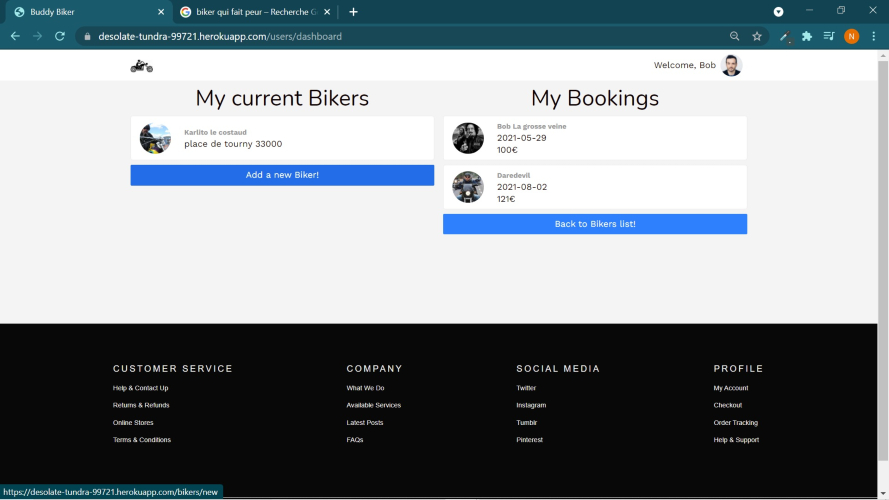 Buddy Biker
biker qui fait peur – Recherche G
desolate-tundra-99721.herokuapp.com/users/dashboard
N
Welcome, Bob
My current Bikers
Karlito le costaud
place de tourny 33000
Add a new Biker!
My Bookings
Bob La grosse veine
2021-05-29
100€
Daredevil
2021-08-02
121€
Back to Bikers list!
CUSTOMER SERVICE
Help & Contact Up
Returns & Refunds
Online Stores
Terms & Conditions
COMPANY
What We Do
Available Services
Latest Posts
FAQs
SOCIAL MEDIA
Twitter
Instagram
Tumblr
Pinterest
PROFILE
My Account
Checkout
Order Tracking
Help & Support
https://desolate-tundra-99721.herokuapp.com/bikers/new